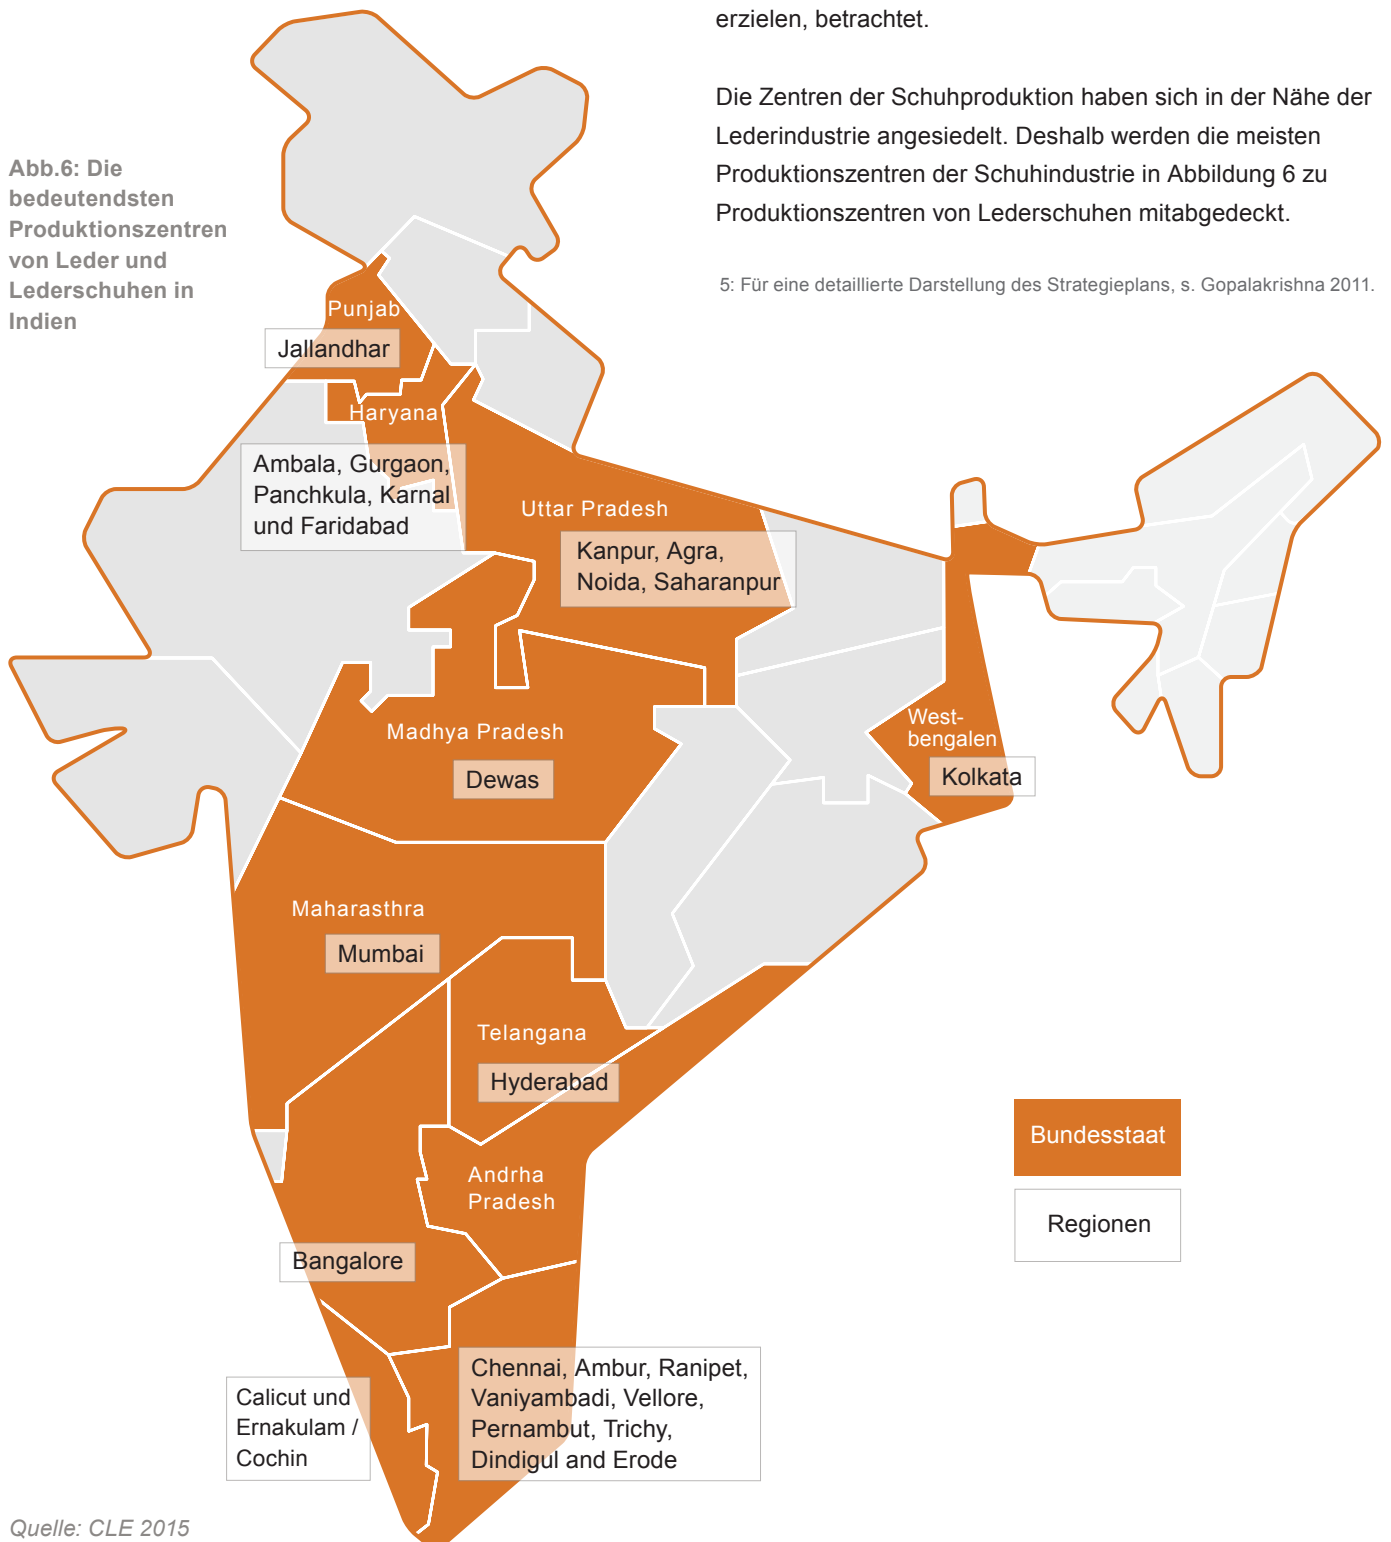 erzielen, betrachtet.
Die Zentren der Schuhproduktion haben sich in der Nähe der
Lederindustrie angesiedelt. Deshalb werden die meisten
Produktionszentren der Schuhindustrie in Abbildung 6 zu
Produktionszentren von Lederschuhen mitabgedeckt.
5: Für eine detaillierte Darstellung des Strategieplans, s. Gopalakrishna 2011.
Abb.6: Die
bedeutendsten
Produktionszentren
von Leder und
Lederschuhen in
Indien
Punjab
Jallandhar
Haryana
Ambala, Gurgaon,
Panchkula, Karnal
und Faridabad
Uttar Pradesh
Kanpur, Agra,
Noida, Saharanpur
Madhya Pradesh
Dewas
West-
bengalen
Kolkata
Maharasthra
Mumbai
Telangana
Hyderabad
Andrha
Pradesh
Bangalore
Calicut und
Ernakulam /
Cochin
Chennai, Ambur, Ranipet,
Vaniyambadi, Vellore,
Pernambut, Trichy,
Dindigul and Erode
Bundesstaat
Regionen
Quelle: CLE 2015